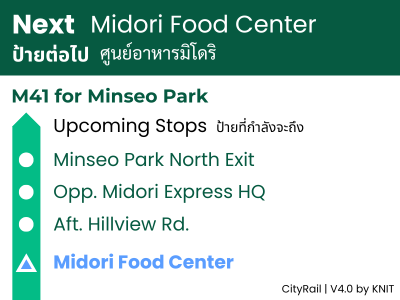 Next Midori Food Center
ป้ายต่อไป ศูนย์อาหารมิโดริ
M41 for Minseo Park
Upcoming Stops ป้ายที่กำลังจะถึง
Minseo Park North Exit
Opp. Midori Express HQ
Aft. Hillview Rd.
Midori Food Center
CityRail | V4.0 by KNIT